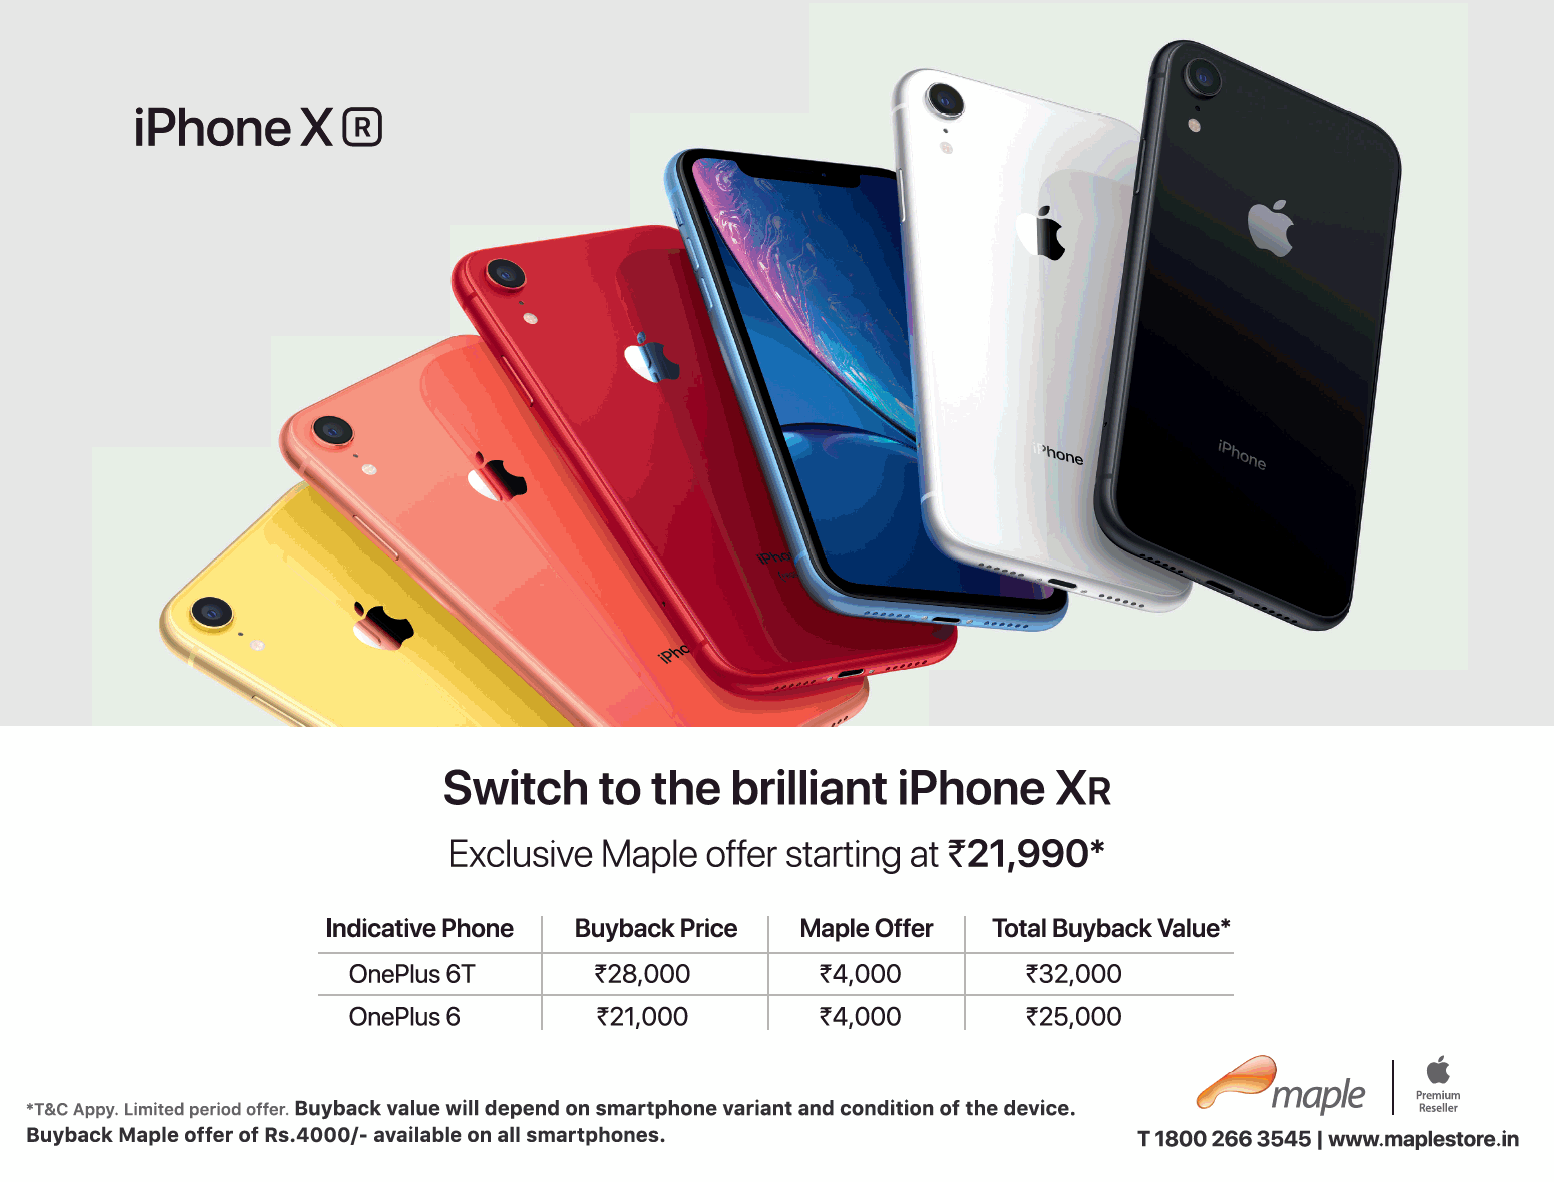 iPhone X R
iPhone
iPhone
iPho
iPho
Switch to the brilliant iPhone XR
Exclusive Maple offer starting at ₹21,990*
Indicative Phone Buyback Price Maple Offer Total Buyback Value*
OnePlus 6T ₹28,000 ₹4,000 ₹32,000
OnePlus 6 ₹21,000 ₹4,000 ₹25,000
*T&C Appy. Limited period offer. Buyback value will depend on smartphone variant and condition of the device.
Buyback Maple offer of Rs.4000/- available on all smartphones.
maple
Premium
Reseller
T 1800 266 3545 | www.maplestore.in